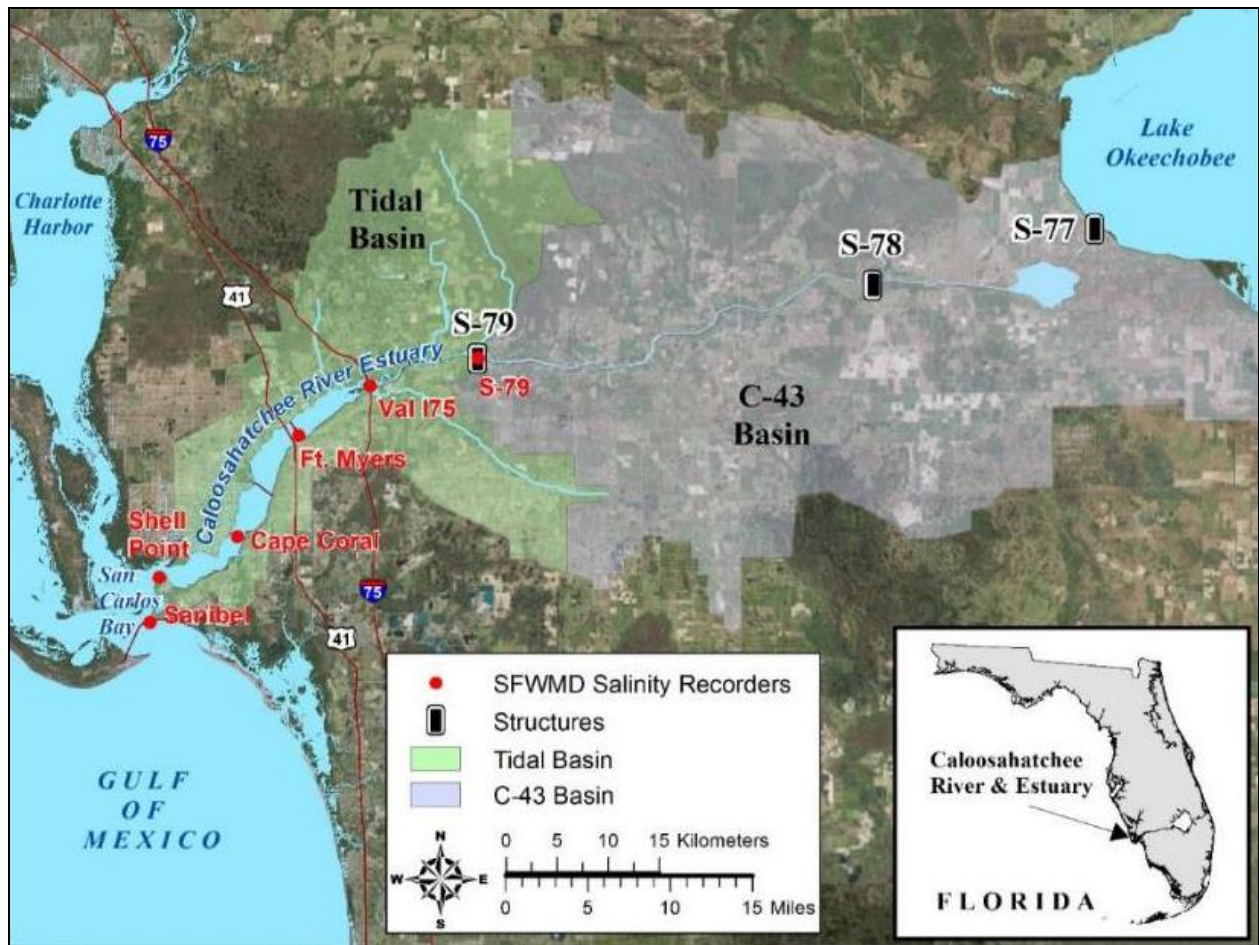 Lake
Okeechobee
75
Charlotte
Harbor
Tidal
Basin
S-77
S-78
41
S-79
S-79
Caloosahatchee River Estuary
Val I75
C-43
Basin
Ft. Myers
Shell
Point
Cape Coral
San
Carlos
Bay
Sanibel
75
41
GULF
OF
MEXICO
SFWMD Salinity Recorders
Structures
Tidal Basin
C-43 Basin
N
W E
S
0 5 10 15 Kilometers
0 5 10 15 Miles
Caloosahatchee
River & Estuary
FLORIDA